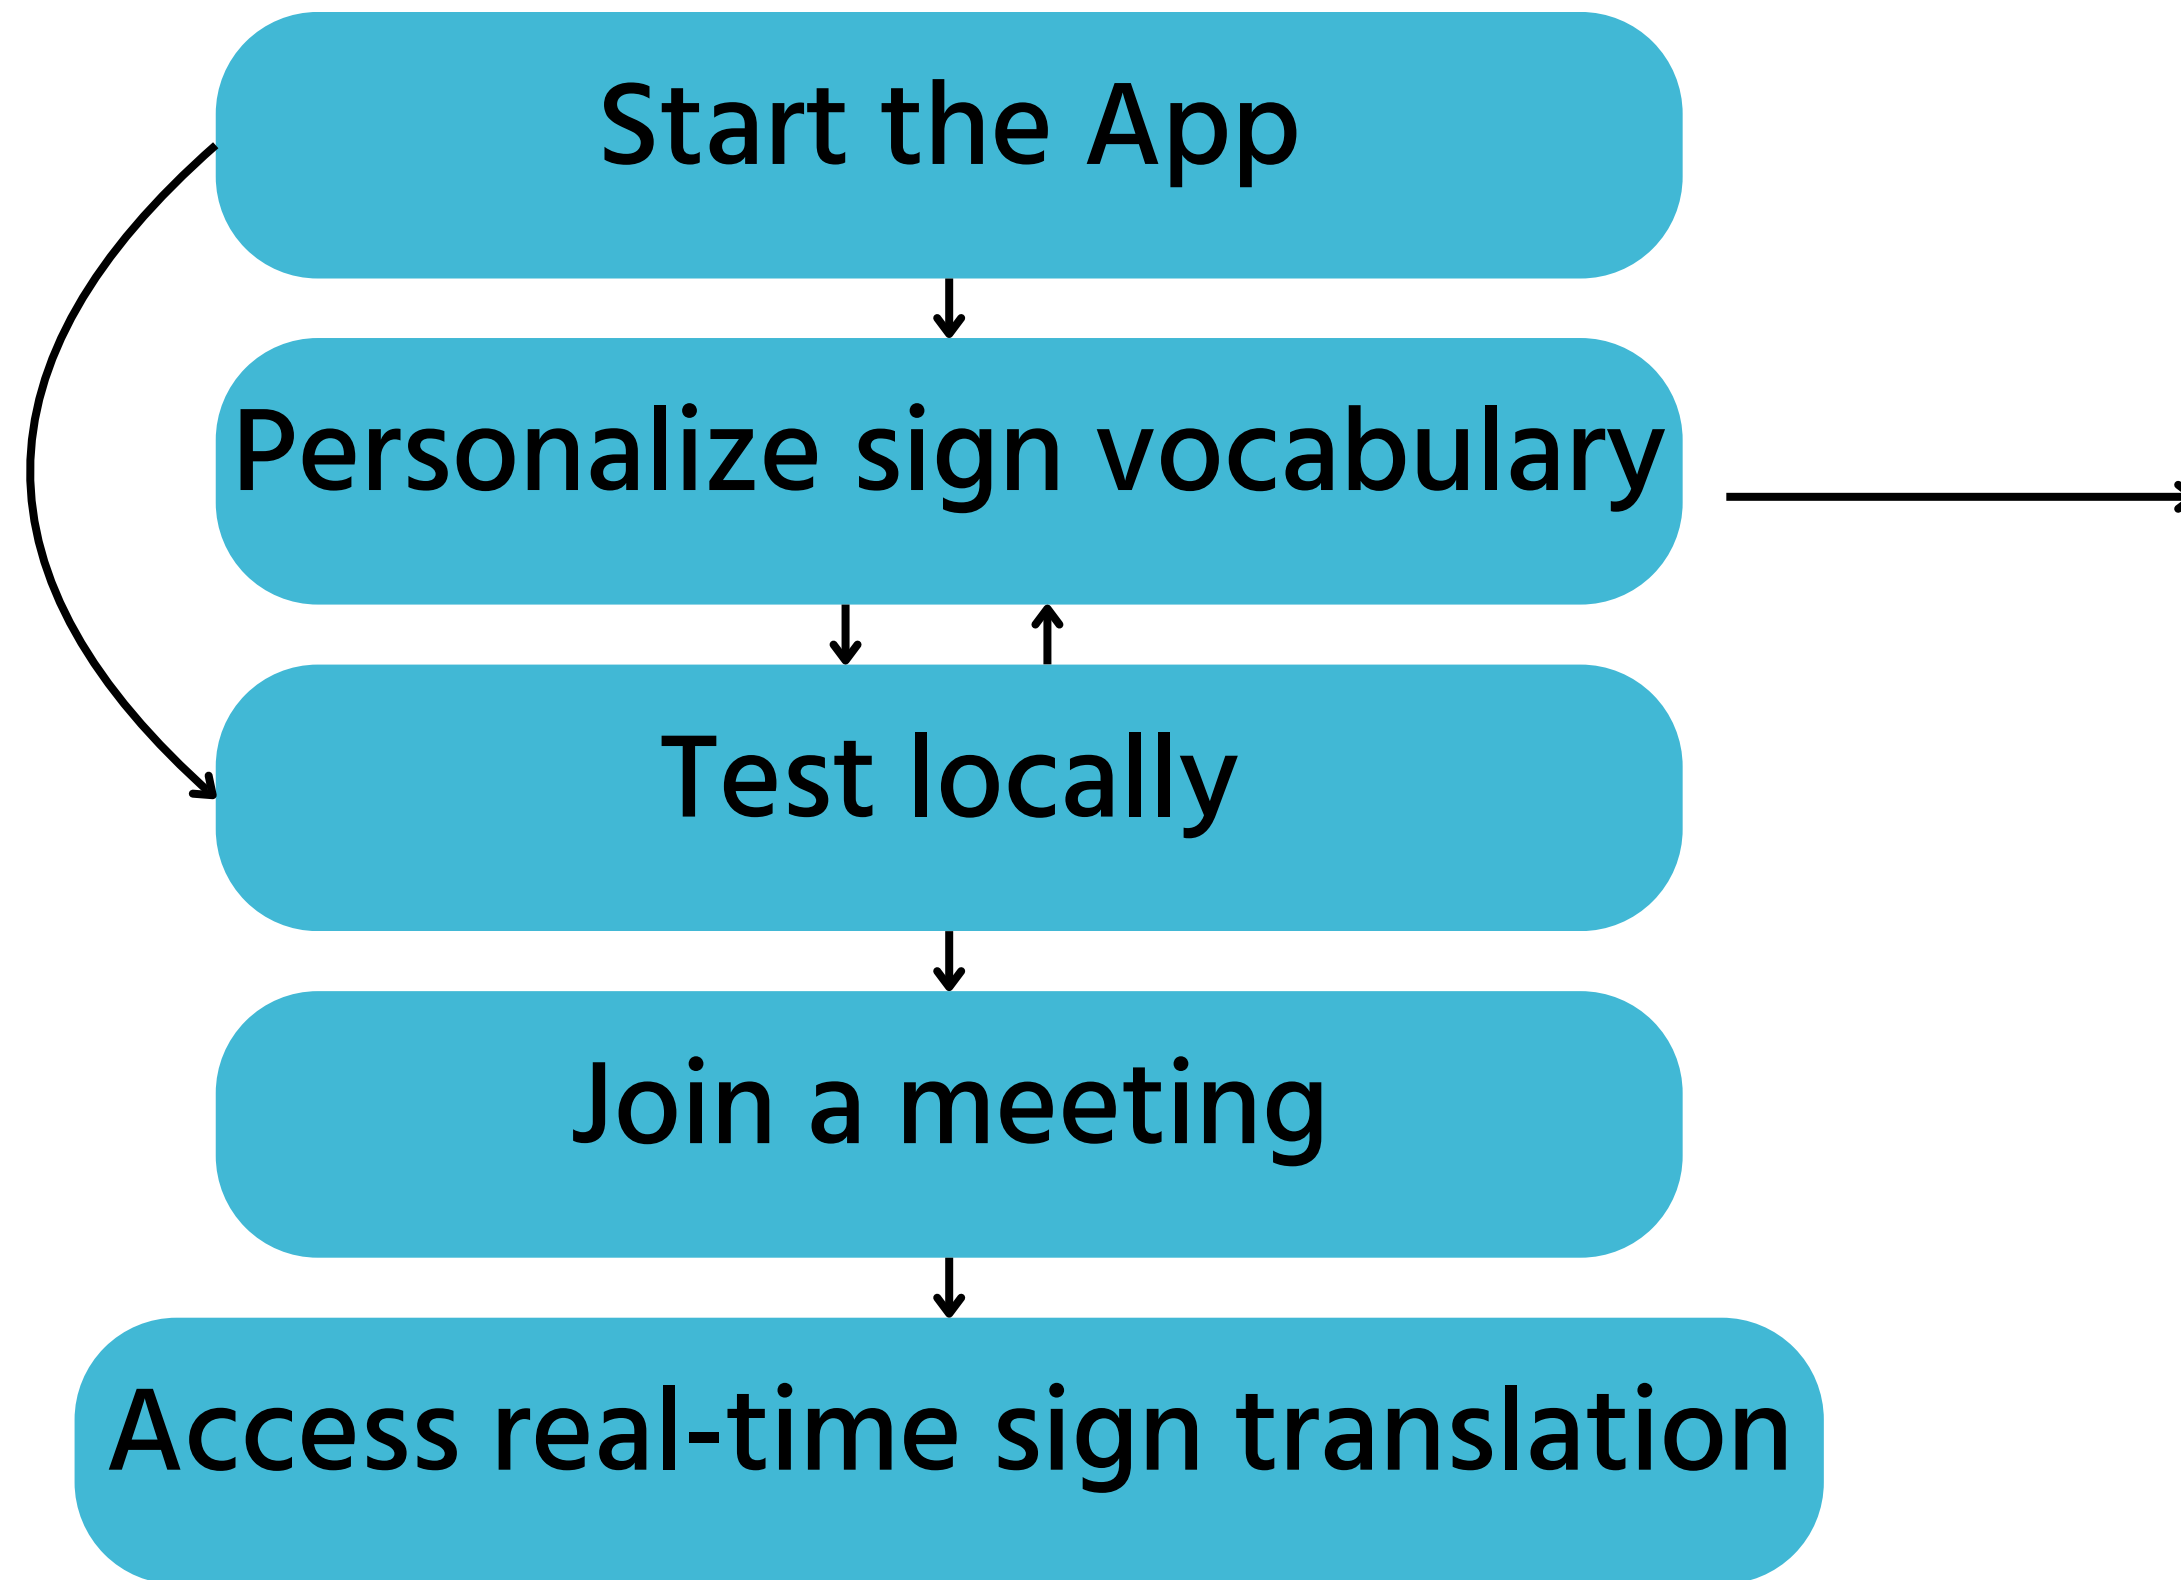 Start the App
Personalize sign vocabulary
Test locally
Join a meeting
Access real-time sign translation